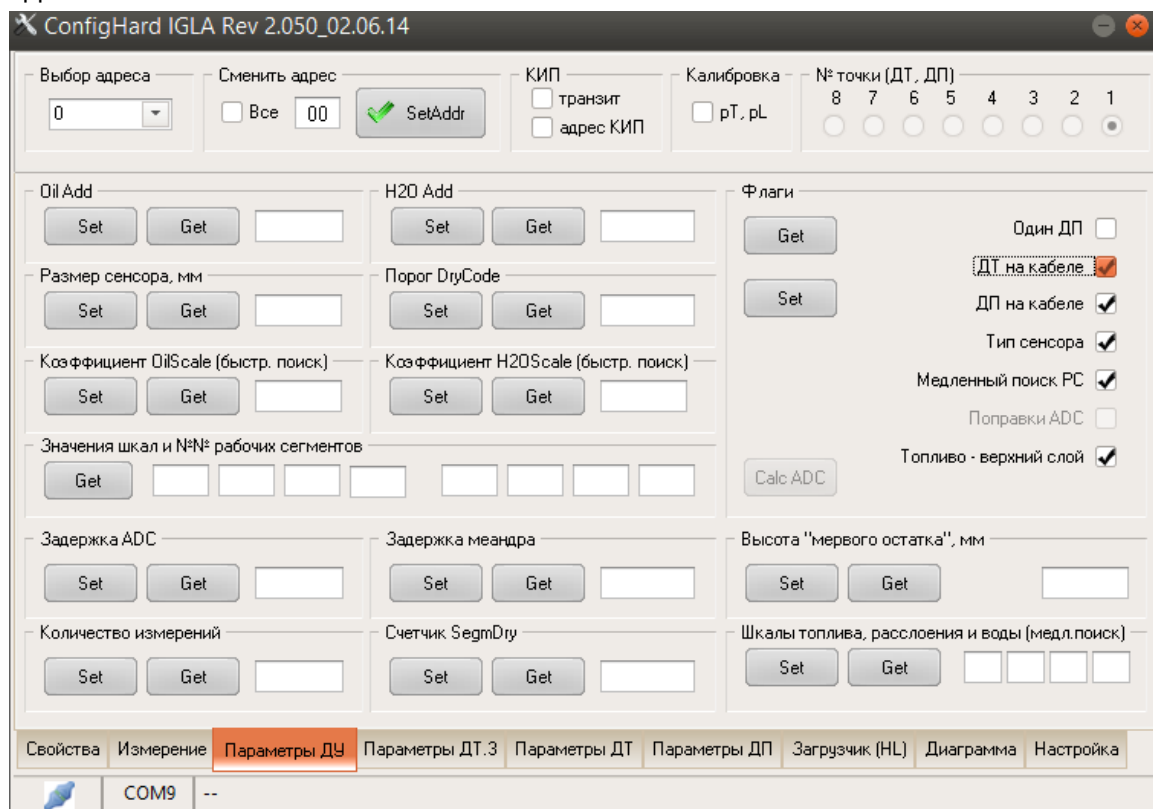 ConfigHard IGLA Rev 2.050_02.06.14
Выбор адреса Сменить адрес КИП Калибровка № точки (ДТ, ДП)
0 Все 00 SetAddr транзит pT, pL 8 7 6 5 4 3 2 1
адрес КИП
Oil Add H2O Add Флаги
Set Get Set Get Get Один ДП
Размер сенсора, мм Порог DryCode ДТ на кабеле
Set Get Set Get Set ДП на кабеле
Тип сенсора
Коэффициент OilScale (быстр. поиск) Коэффициент H2OScale (быстр. поиск)
Set Get Set Get Медленный поиск РС
Поправки ADC
Значения шкал и №№ рабочих сегментов Топливо - верхний слой
Get Calc ADC
Задержка ADC Задержка меандра Высота "мервого остатка", мм
Set Get Set Get Set Get
Количество измерений Счетчик SegmDry Шкалы топлива, расслоения и воды (медл.поиск)
Set Get Set Get Set Get
Свойства Измерение Параметры ДУ Параметры ДТ.3 Параметры ДТ Параметры ДП Загрузчик (HL) Диаграмма Настройка
COM9 --